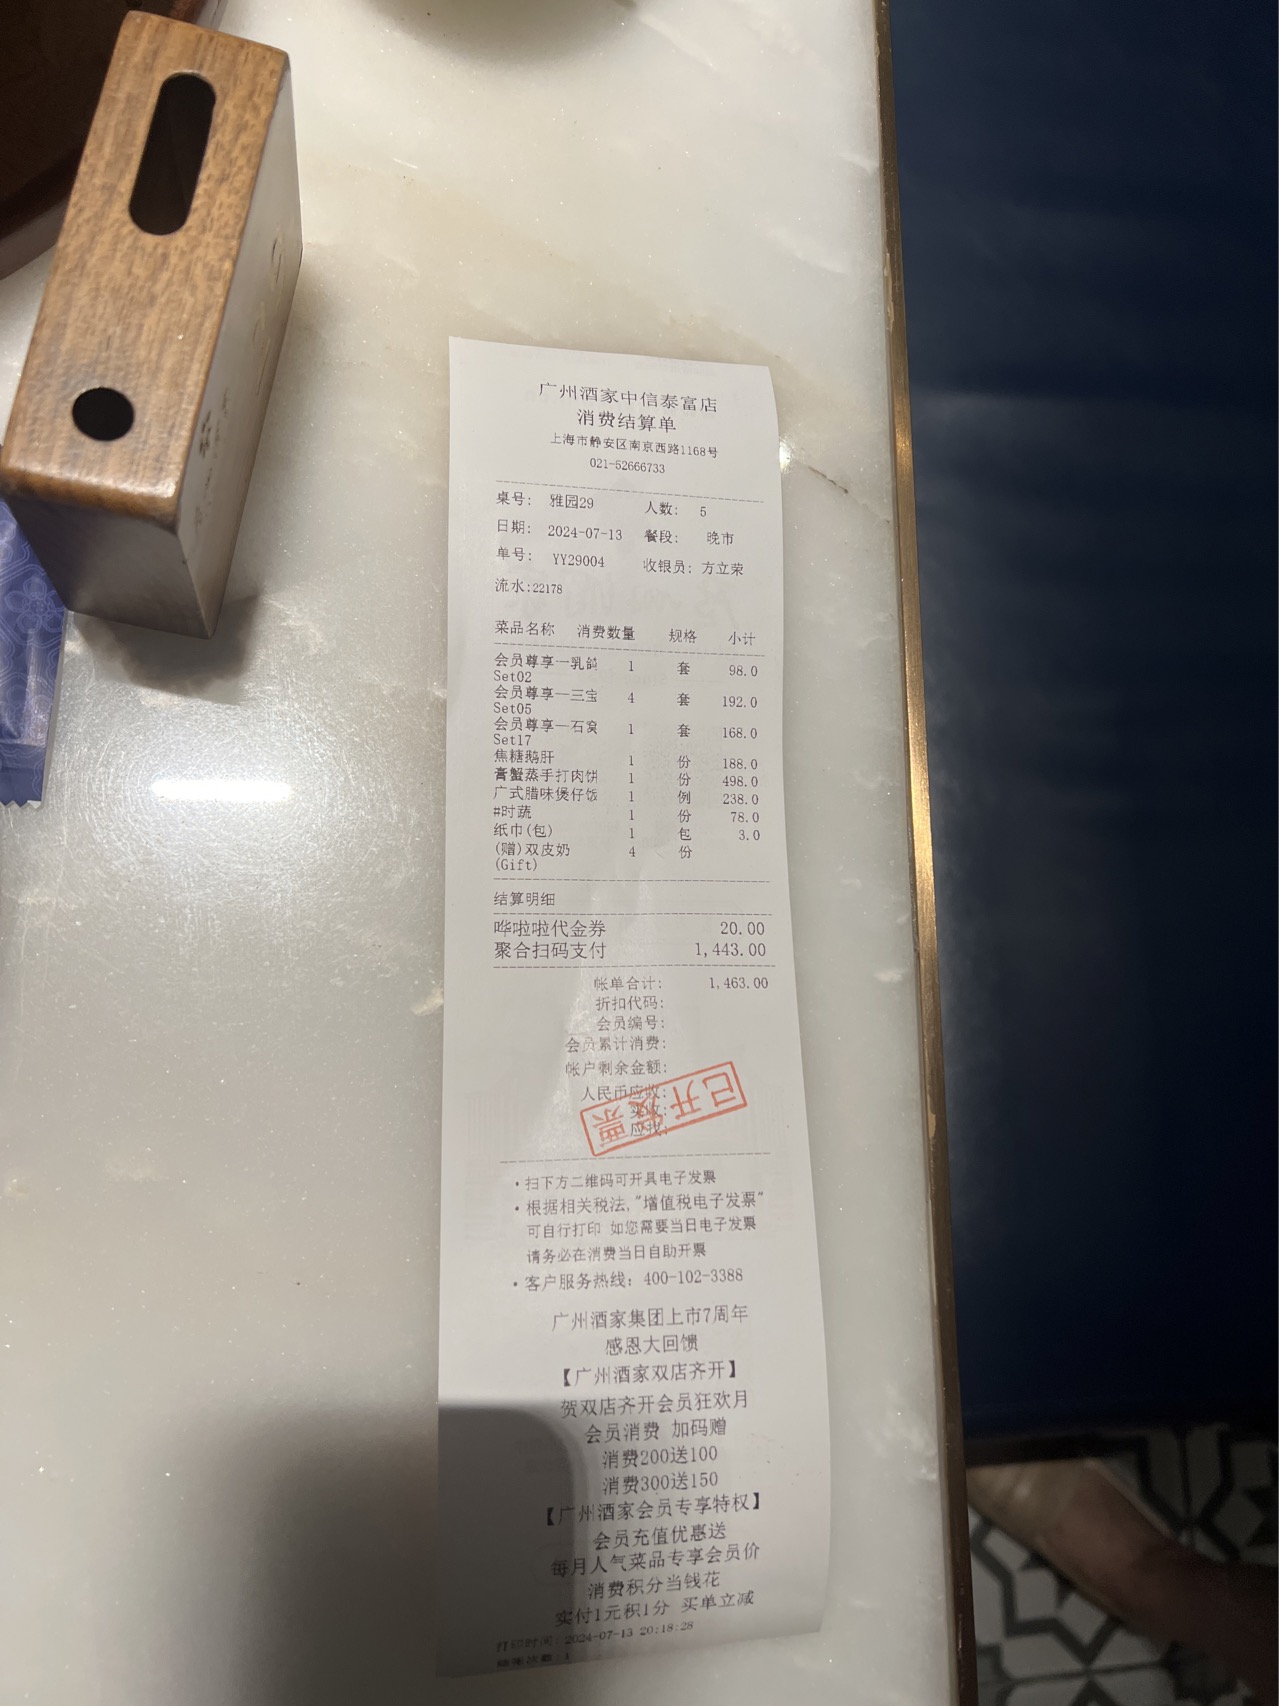 广州酒家中信泰富店
消费结算单
上海市静安区南京西路1168号
021-52666733
桌号: 雅园29 人数: 5
日期: 2024-07-13 餐段: 晚市
单号: YY29004 收银员: 方立荣
流水:22178
菜品名称 消费数量 规格 小计
会员尊享一乳鸽 1 套 98.0
Set02
会员尊享一三宝 4 套 192.0
Set05
会员尊享一石窝 1 套 168.0
Set17
焦糖鹅肝 1 份 188.0
膏蟹蒸手打肉饼 1 份 498.0
广式腊味煲仔饭 1 例 238.0
#时蔬 1 份 78.0
纸巾(包) 1 包 3.0
(赠)双皮奶 4 份
(Gift)
结算明细
哗啦啦代金券 20.00
聚合扫码支付 1,443.00
帐单合计: 1,463.00
折扣代码:
会员编号:
会员累计消费:
帐户剩余金额:
人民币应收:
实收:
应找:
已开发票
·扫下方二维码可开具电子发票
·根据相关税法,"增值税电子发票"
可自行打印 如您需要当日电子发票
请务必在消费当日自助开票
·客户服务热线: 400-102-3388
广州酒家集团上市7周年
感恩大回馈
【广州酒家双店齐开】
贺双店齐开会员狂欢月
会员消费 加码赠
消费200送100
消费300送150
【广州酒家会员专享特权】
会员充值优惠送
每月人气菜品专享会员价
消费积分当钱花
实付1元积1分 买单立减
打印时间: 2024-07-13 20:18:28